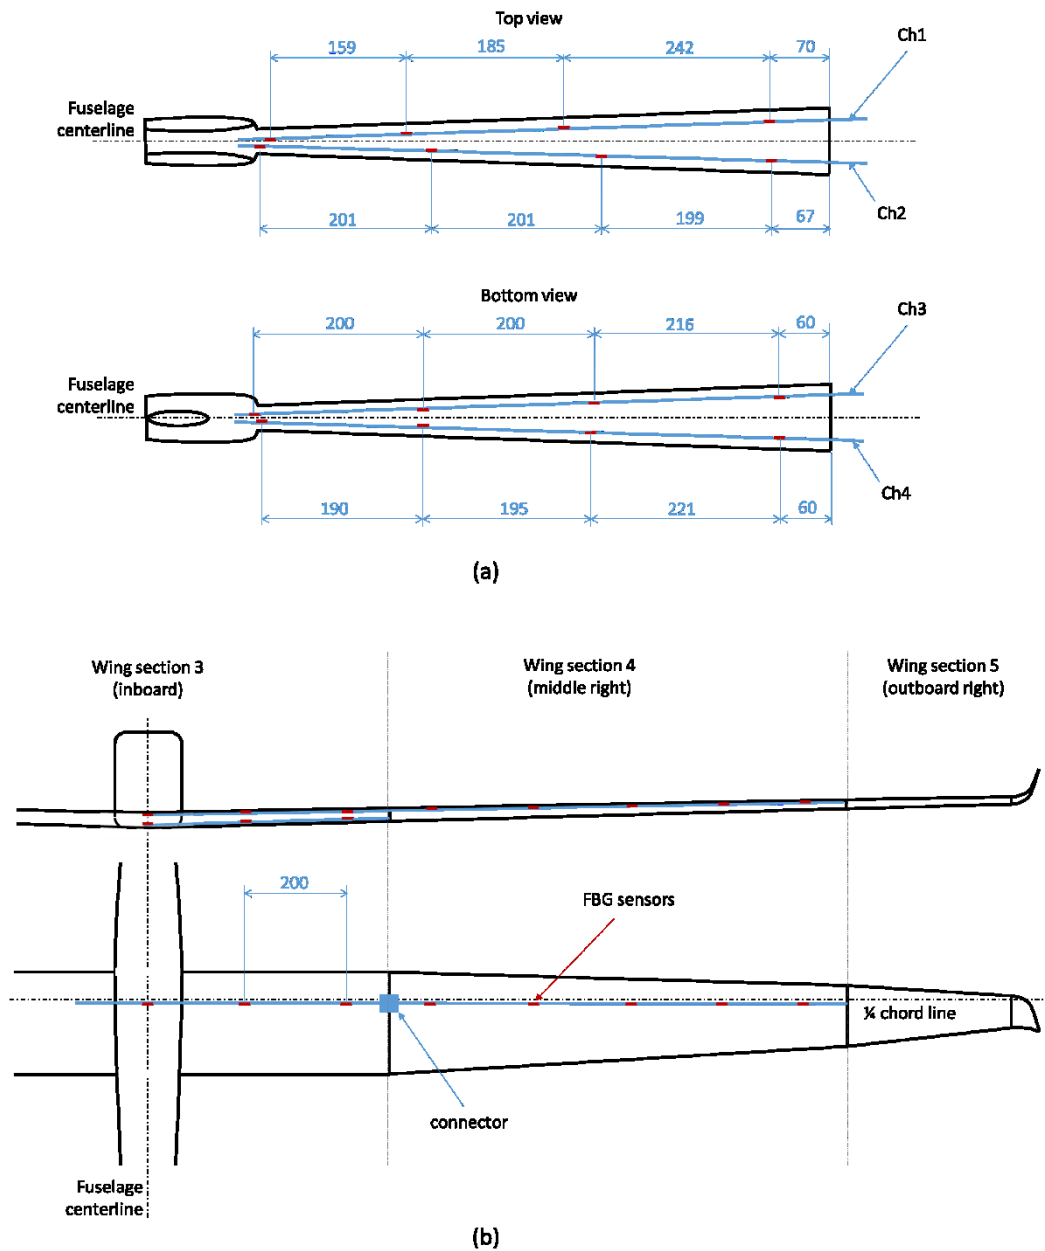 Top view
159
185
242
70
Ch1
Fuselage
centerline
Ch2
201
201
199
67
Bottom view
200
200
216
60
Ch3
Fuselage
centerline
Ch4
190
195
221
60
(a)
Wing section 3
(inboard)
Wing section 4
(middle right)
Wing section 5
(outboard right)
200
FBG sensors
¼ chord line
connector
Fuselage
centerline
(b)